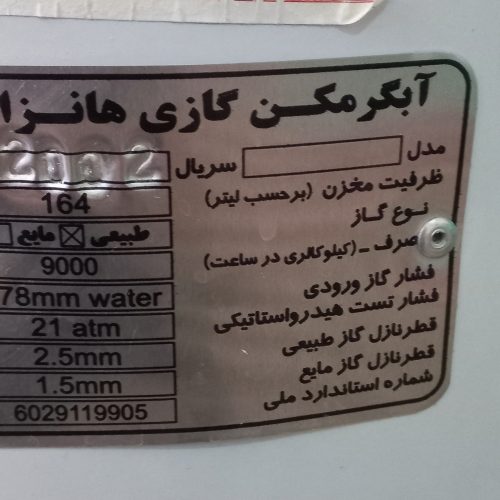 آبگرمکن گازی هانزا
مدل سریال
ظرفیت مخزن (برحسب لیتر) 164
نوع گاز طبیعی ☒ مایع
صرف - (کیلوکالری در ساعت) 9000
فشار گاز ورودی 78mm water
فشار تست هیدرواستاتیکی 21 atm
قطرنازل گاز طبیعی 2.5mm
قطرنازل گاز مایع 1.5mm
شماره استاندارد ملی 6029119905